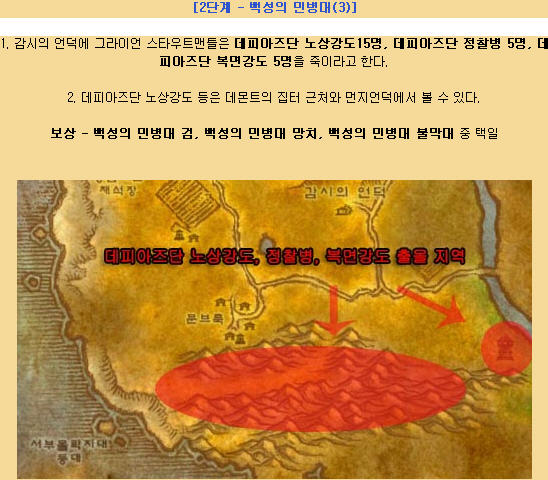 [2단계 - 백성의 민병대(3)]
1. 감시의 언덕에 그라이언 스타우트맨틀은 데피아즈단 노상강도15명, 데피아즈단 정찰병 5명, 데
피아즈단 복면강도 5명을 죽이라고 한다.
2. 데피아즈단 노상강도 등은 데몬트의 집터 근처와 먼지언덕에서 볼 수 있다.
보상 - 백성의 민병대 검, 백성의 민병대 망치, 백성의 민병대 불막대 중 택일
채석장
감시의 언덕
데피아즈단 노상강도, 정찰병, 복면강도 출몰 지역
문브룩
서부몰락지대
등대